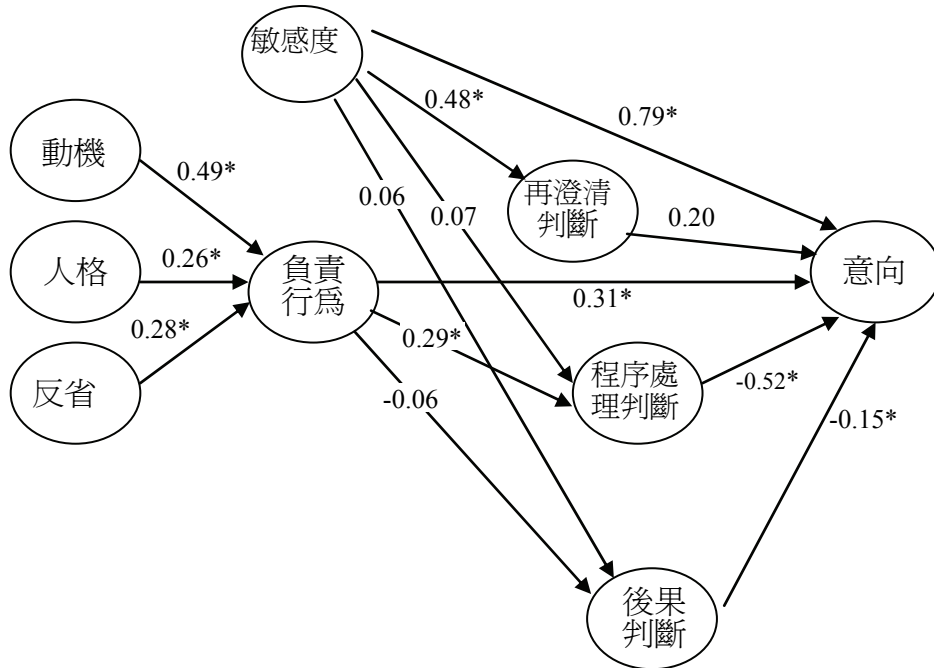 敏感度
0.48*
0.79*
動機
0.49*
再澄清
判斷
0.06
0.07
0.20
人格
0.26*
負責
行爲
0.31*
意向
0.28*
0.29*
反省
程序處
理判斷
-0.52*
-0.06
-0.15*
後果
判斷